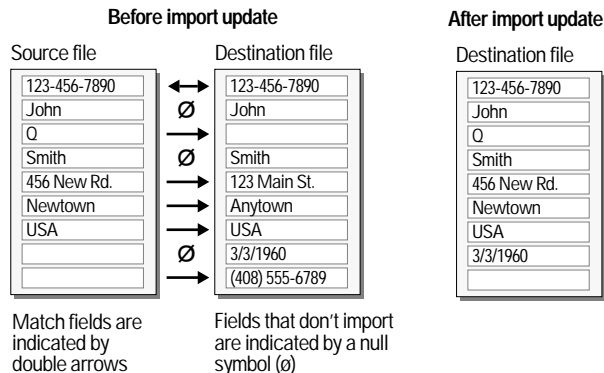 Before import update
After import update
Source file
Destination file
Destination file
123-456-7890
John
Q
Smith
456 New Rd.
Newtown
USA
Ø
Ø
Ø
123-456-7890
John
Smith
123 Main St.
Anytown
USA
3/3/1960
(408) 555-6789
123-456-7890
John
Q
Smith
456 New Rd.
Newtown
USA
3/3/1960
Match fields are
indicated by
double arrows
Fields that don't import
are indicated by a null
symbol (ø)